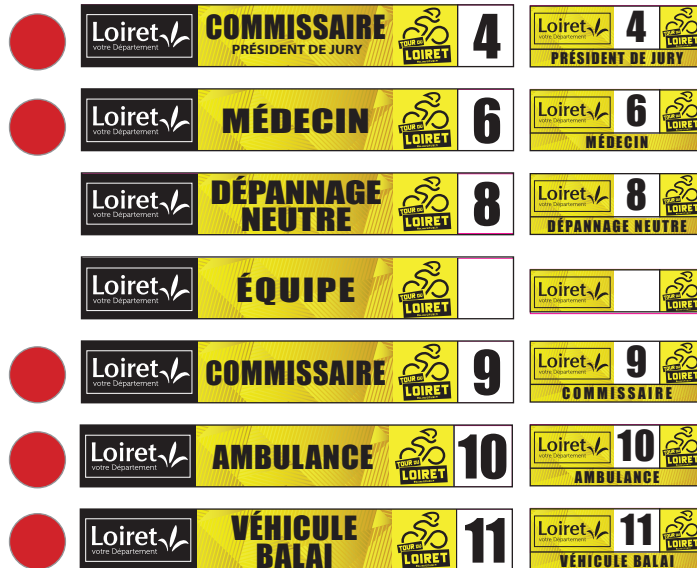 Loiret
votre Département
COMMISSAIRE
PRÉSIDENT DE JURY
TOUR DU
LOIRET
4
Loiret
votre Département
4
TOUR DU
LOIRET
PRÉSIDENT DE JURY
Loiret
votre Département
MÉDECIN
TOUR DU
LOIRET
6
Loiret
votre Département
6
TOUR DU
LOIRET
MÉDECIN
Loiret
votre Département
DÉPANNAGE
NEUTRE
TOUR DU
LOIRET
8
Loiret
votre Département
8
TOUR DU
LOIRET
DÉPANNAGE NEUTRE
Loiret
votre Département
ÉQUIPE
TOUR DU
LOIRET
Loiret
votre Département
TOUR DU
LOIRET
Loiret
votre Département
COMMISSAIRE
TOUR DU
LOIRET
9
Loiret
votre Département
9
TOUR DU
LOIRET
COMMISSAIRE
Loiret
votre Département
AMBULANCE
TOUR DU
LOIRET
10
Loiret
votre Département
10
TOUR DU
LOIRET
AMBULANCE
Loiret
votre Département
VÉHICULE
BALAI
TOUR DU
LOIRET
11
Loiret
votre Département
11
TOUR DU
LOIRET
VÉHICULE BALAI